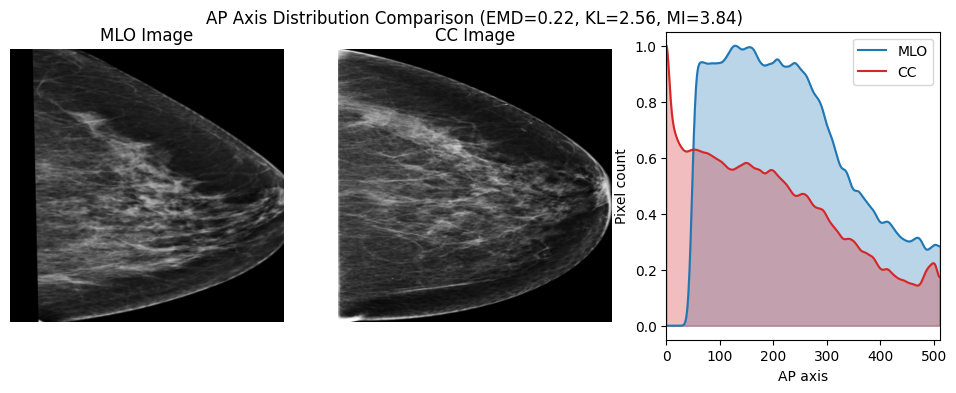 AP Axis Distribution Comparison (EMD=0.22, KL=2.56, MI=3.84)
MLO Image
CC Image
MLO
CC
Pixel count
1.0
0.8
0.6
0.4
0.2
0.0
0 100 200 300 400 500
AP axis